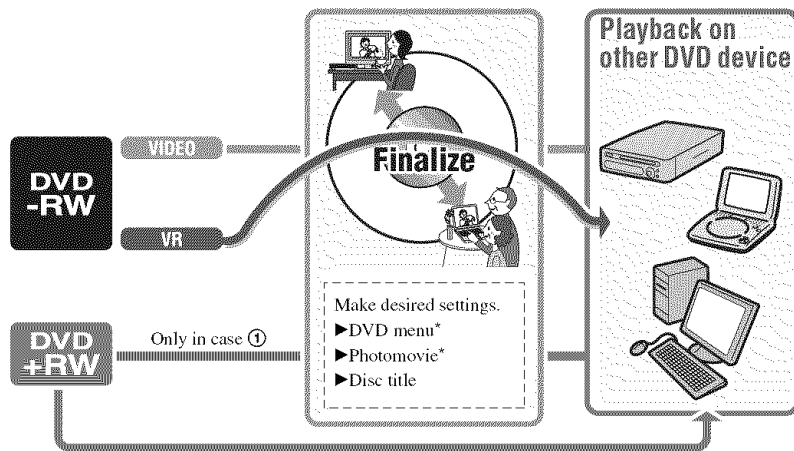 Playback on
other DVD device
VIDEO
Finalize
DVD
-RW
VR
Make desired settings.
►DVD menu*
►Photomovie*
►Disc title
DVD
+RW
Only in case ①